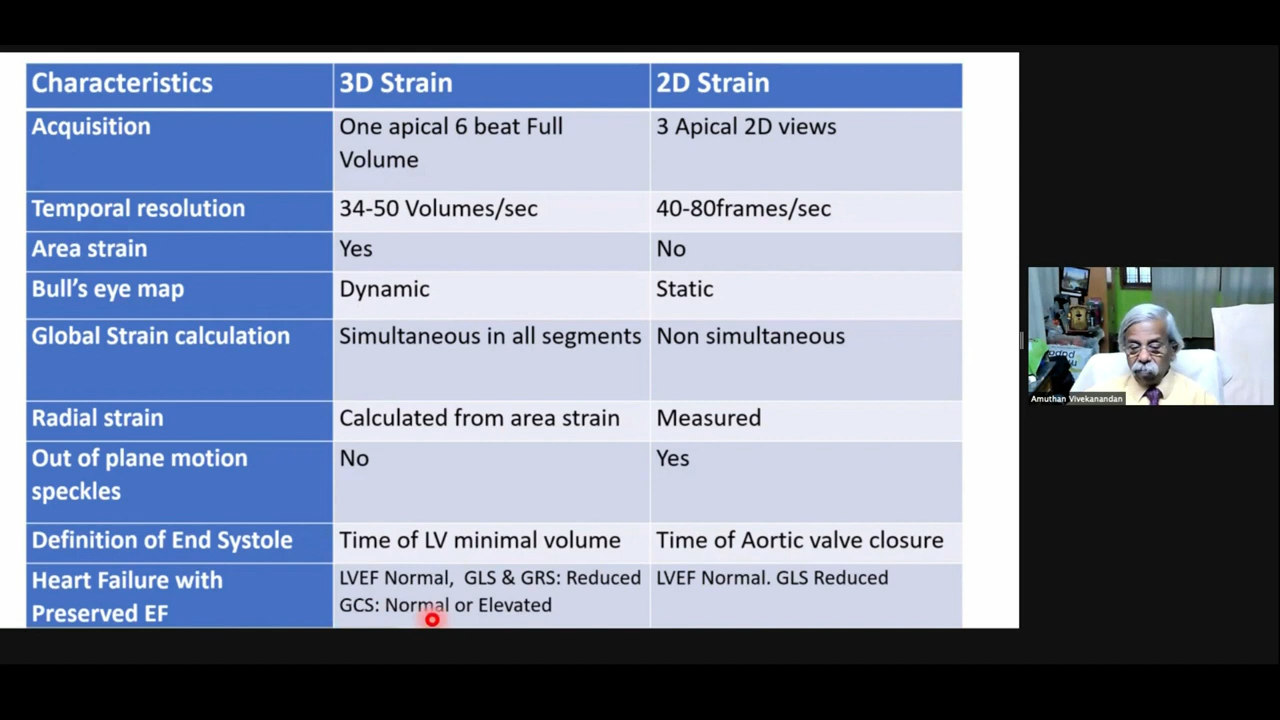 Characteristics 3D Strain 2D Strain
Acquisition One apical 6 beat Full 3 Apical 2D views
Volume
Temporal resolution 34-50 Volumes/sec 40-80frames/sec
Area strain Yes No
Bull's eye map Dynamic Static
Global Strain calculation Simultaneous in all segments Non simultaneous
Radial strain Calculated from area strain Measured
Out of plane motion No Yes
speckles
Definition of End Systole Time of LV minimal volume Time of Aortic valve closure
Heart Failure with LVEF Normal, GLS & GRS: Reduced LVEF Normal. GLS Reduced
Preserved EF GCS: Normal or Elevated
Amuthan Vivekanandan